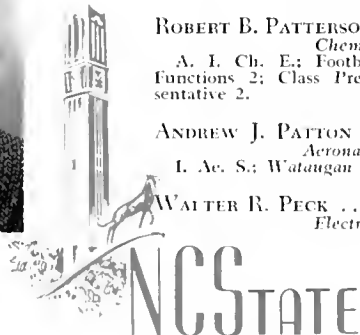 ROBERT B. PATTERSO
Chem
A. I. Ch. E.; Footb
Functions 2; Class Pre
sentative 2.
ANDREW J. PATTON
Aerona
I. Ae. S.; Wataugan
WALTER R. PECK ...
Electr
NCSTATE